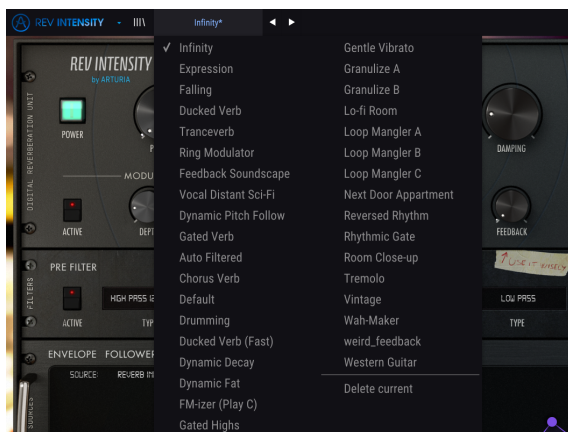 REV INTENSITY
Infinity*
REV INTENSITY
by ARTURIA
DIGITAL REVERBERATION UNIT
POWER
DAMPING
MODU
ACTIVE
DEPT
FEEDBACK
✓ Infinity
Expression
Falling
Ducked Verb
Tranceverb
Ring Modulator
Feedback Soundscape
Vocal Distant Sci-Fi
Dynamic Pitch Follow
Gated Verb
Auto Filtered
Chorus Verb
Default
Drumming
Ducked Verb (Fast)
Dynamic Decay
Dynamic Fat
FM-izer (Play C)
Gated Highs
Gentle Vibrato
Granulize A
Granulize B
Lo-fi Room
Loop Mangler A
Loop Mangler B
Loop Mangler C
Next Door Appartment
Reversed Rhythm
Rhythmic Gate
Room Close-up
Tremolo
Vintage
Wah-Maker
weird_feedback
Western Guitar
Delete current
USE IT WISELY
FILTERS
PRE FILTER
HIGH PASS 12
ACTIVE
TYP
LOW PASS
TYPE
ENVELOPE FOLLOWER
SOURCE:
REVERB IN
SOURCES